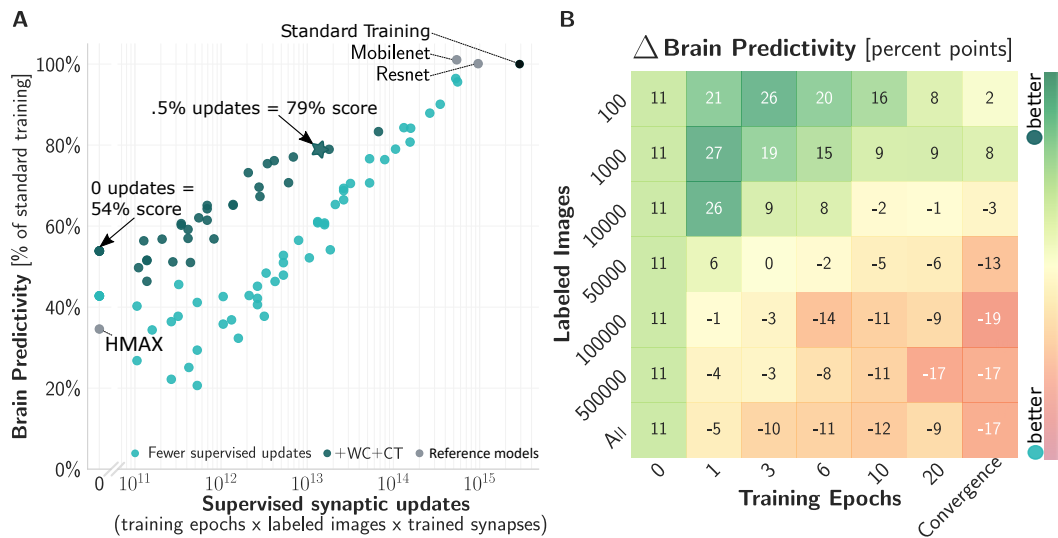 A
Standard Training
Mobilenet
Resnet
100%
80%
60%
40%
20%
0%
.5% updates = 79% score
0 updates =
54% score
HMAX
Brain Predictivity [% of standard training]
Fewer supervised updates
+WC+CT
Reference models
0 10^11 10^12 10^13 10^14 10^15
Supervised synaptic updates
(training epochs x labeled images x trained synapses)
B
△ Brain Predictivity [percent points]
Labeled Images
100 11 21 26 20 16 8 2
1000 11 27 19 15 9 9 8
10000 11 26 9 8 -2 -1 -3
50000 11 6 0 -2 -5 -6 -13
100000 11 -1 -3 -14 -11 -9 -19
500000 11 -4 -3 -8 -11 -17 -17
All 11 -5 -10 -11 -12 -9 -17
0 1 3 6 10 20 Convergence
Training Epochs
better
better